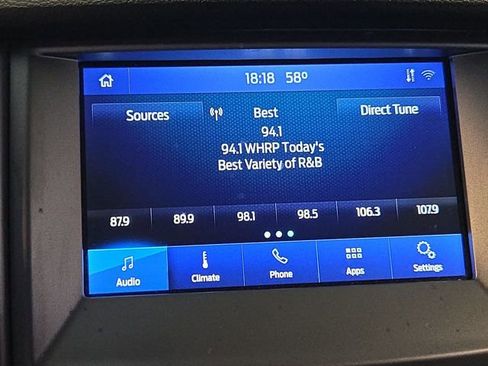 18:18 58°
Sources
Best
Direct Tune
94.1
94.1 WHRP Today's
Best Variety of R&B
87.9 89.9 98.1 98.5 106.3 107.9
Audio Climate Phone Apps Settings